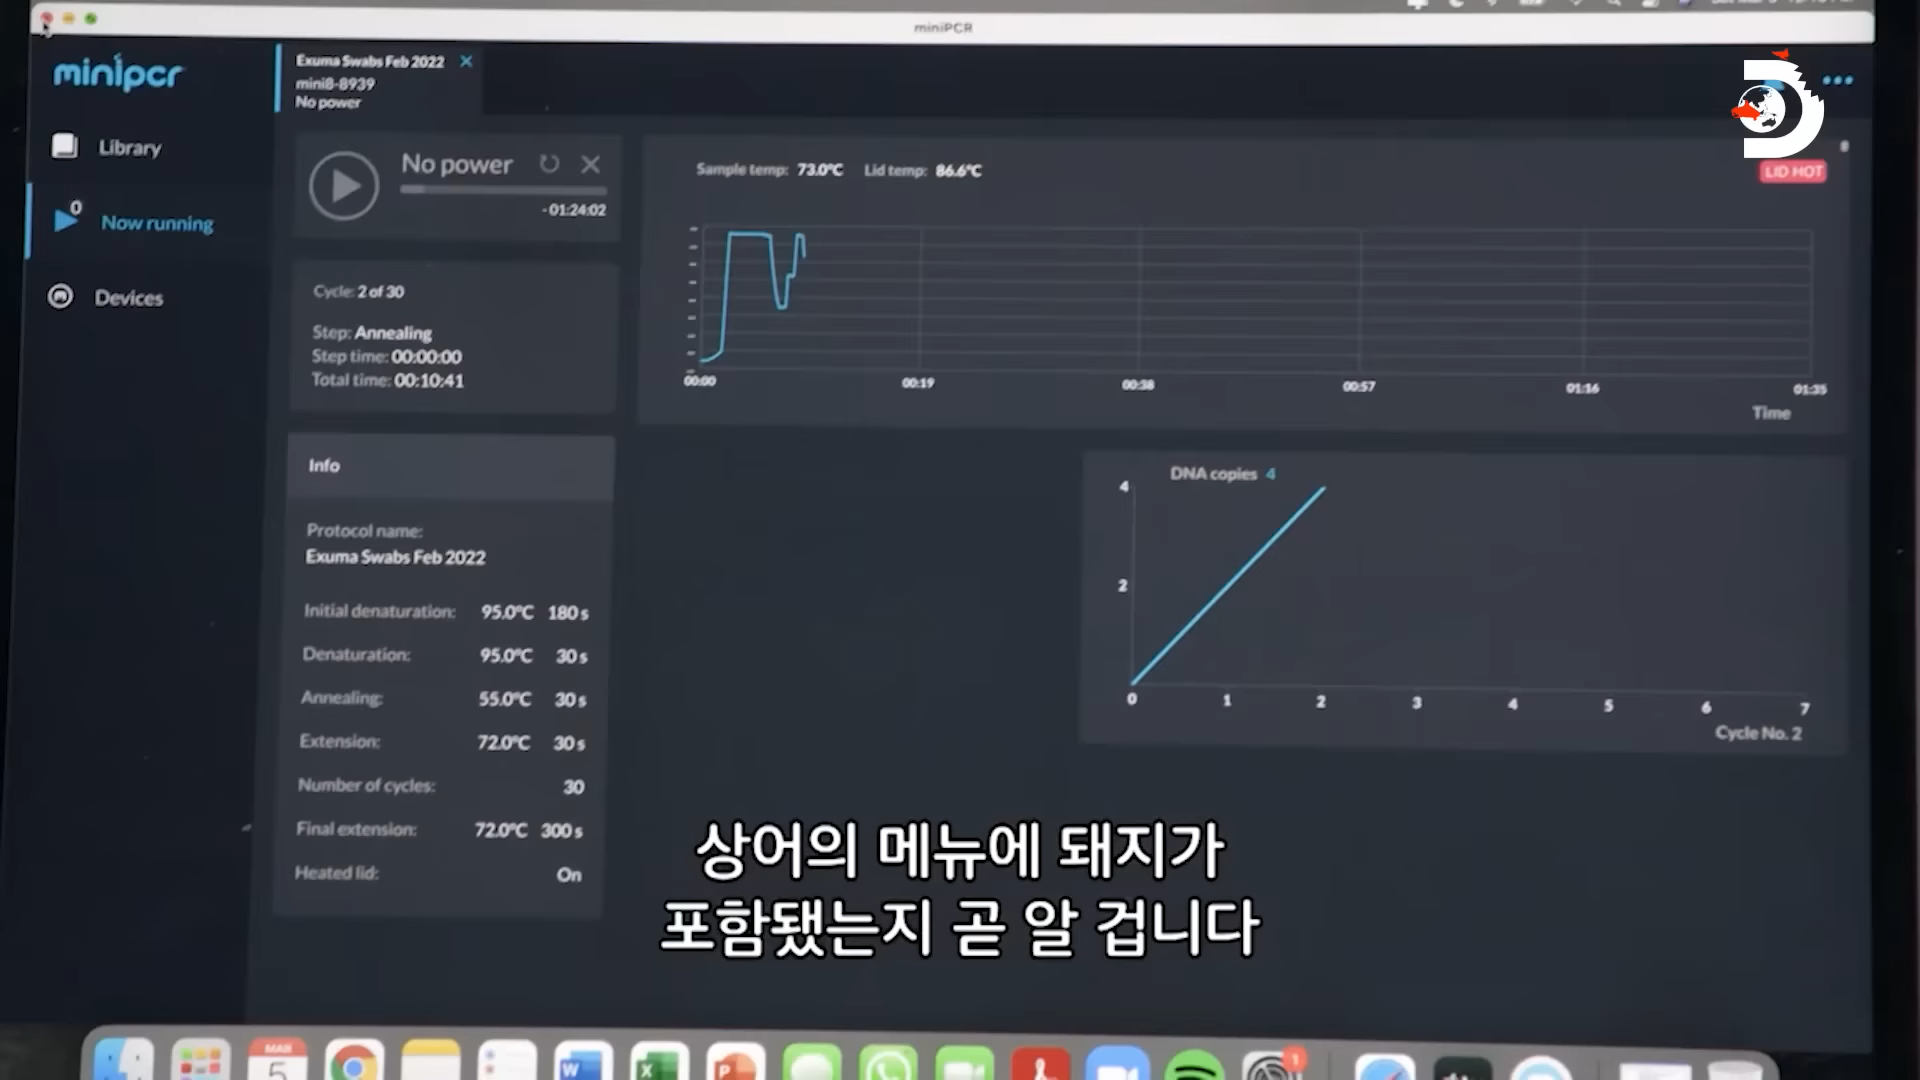 miniPCR
minipcr
Exuma Swabs Feb 2022
mini8-8939
No power
Library
0
Now running
Devices
No power
- 01:24:02
Cycle: 2 of 30
Step: Annealing
Step time: 00:00:00
Total time: 00:10:41
Sample temp: 73.0°C Lid temp: 86.6°C
LID HOT
00:00 00:19 00:38 00:57 01:16 01:35
Time
Info
Protocol name:
Exuma Swabs Feb 2022
Initial denaturation: 95.0°C 180 s
Denaturation: 95.0°C 30 s
Annealing: 55.0°C 30 s
Extension: 72.0°C 30 s
Number of cycles: 30
Final extension: 72.0°C 300 s
Heated lid: On
DNA copies 4
4
2
0 1 2 3 4 5 6 7
Cycle No. 2
상어의 메뉴에 돼지가
포함됐는지 곧 알 겁니다
MAR
5
W
X
P
1